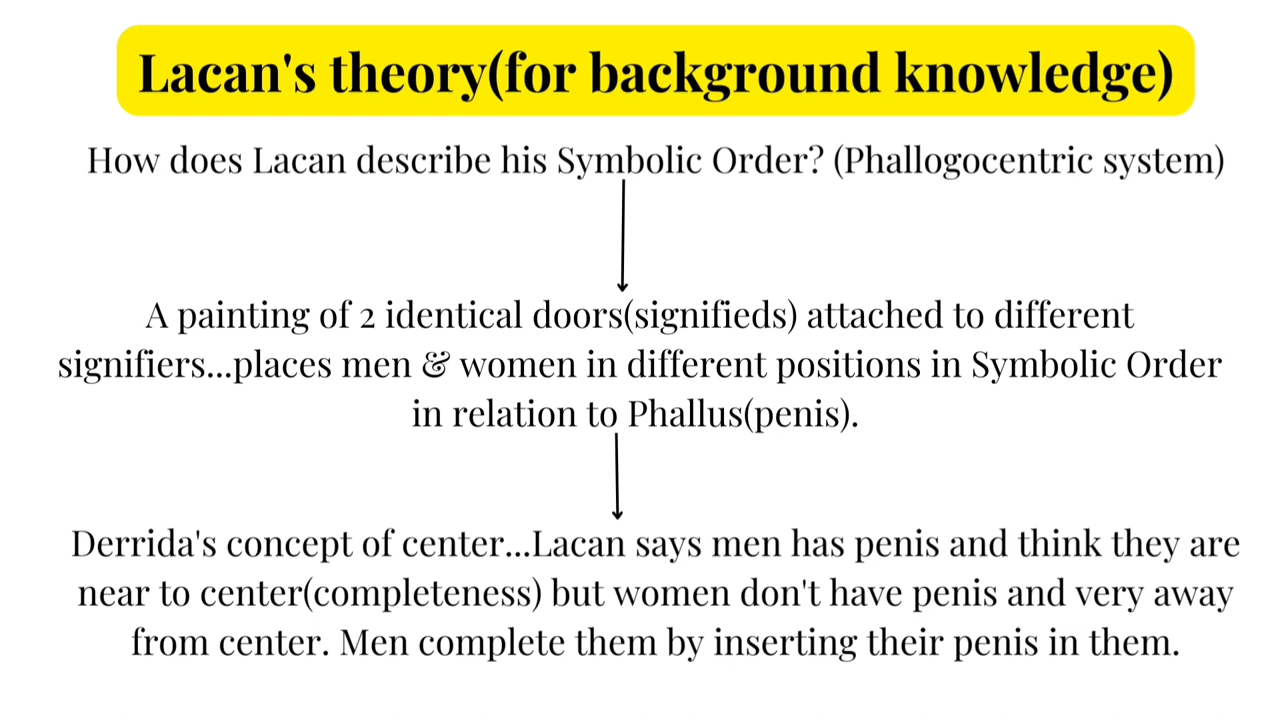 Lacan's theory(for background knowledge)
How does Lacan describe his Symbolic Order? (Phallogocentric system)
A painting of 2 identical doors(signifieds) attached to different
signifiers...places men & women in different positions in Symbolic Order
in relation to Phallus(penis).
Derrida's concept of center...Lacan says men has penis and think they are
near to center(completeness) but women don't have penis and very away
from center. Men complete them by inserting their penis in them.